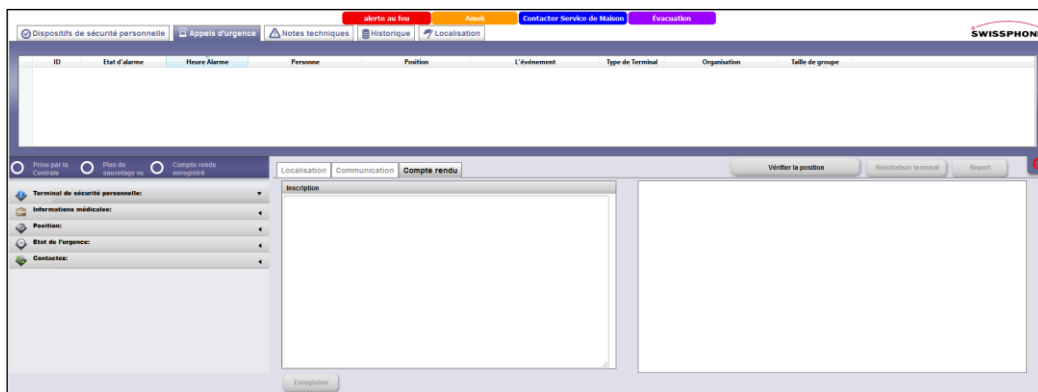 alerte au feu Amok Contacter Service de Maison Évacuation
Dispositifs de sécurité personnelle Appels d'urgence Notes techniques Historique Localisation
SWISSPHONE
ID Etat d'alarme Heure Alarme Personne Position L'événement Type de Terminal Organisation Taille de groupe
Prise par la Centrale Plan de sauvetage vu Compte rendu enregistré
Localisation Communication Compte rendu Vérifier la position Réinitialiser terminal Report
Terminal de sécurité personnelle:
Informations médicales:
Position:
Etat de l'urgence:
Contactez:
Inscription
Enregistrer